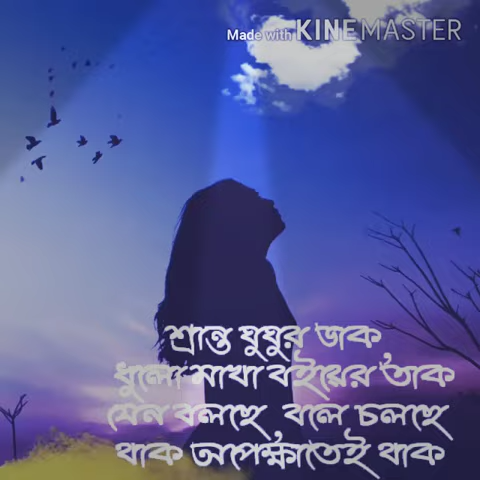 Made with KINEMASTER
শ্রান্ত ঘুঘুর ডাক,
ধুলো মাখা বইয়ের তাক
যেন বলছে, বলে চলছে
থাক অপেক্ষাতেই থাক